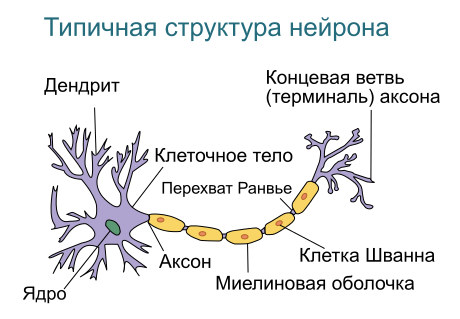 Типичная структура нейрона
Дендрит
Концевая ветвь
(терминаль) аксона
Клеточное тело
Перехват Ранвье
Аксон
Клетка Шванна
Миелиновая оболочка
Ядро